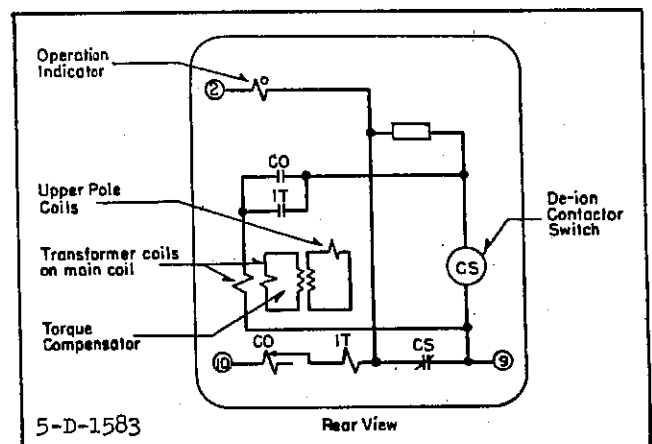 Operation
Indicator
2
CO
IT
Upper Pole
Coils
De-ion
Contactor
Switch
CS
Transformer coils
on main coil
Torque
Compensator
CO
IT
CS
10
9
5-D-1583
Rear View